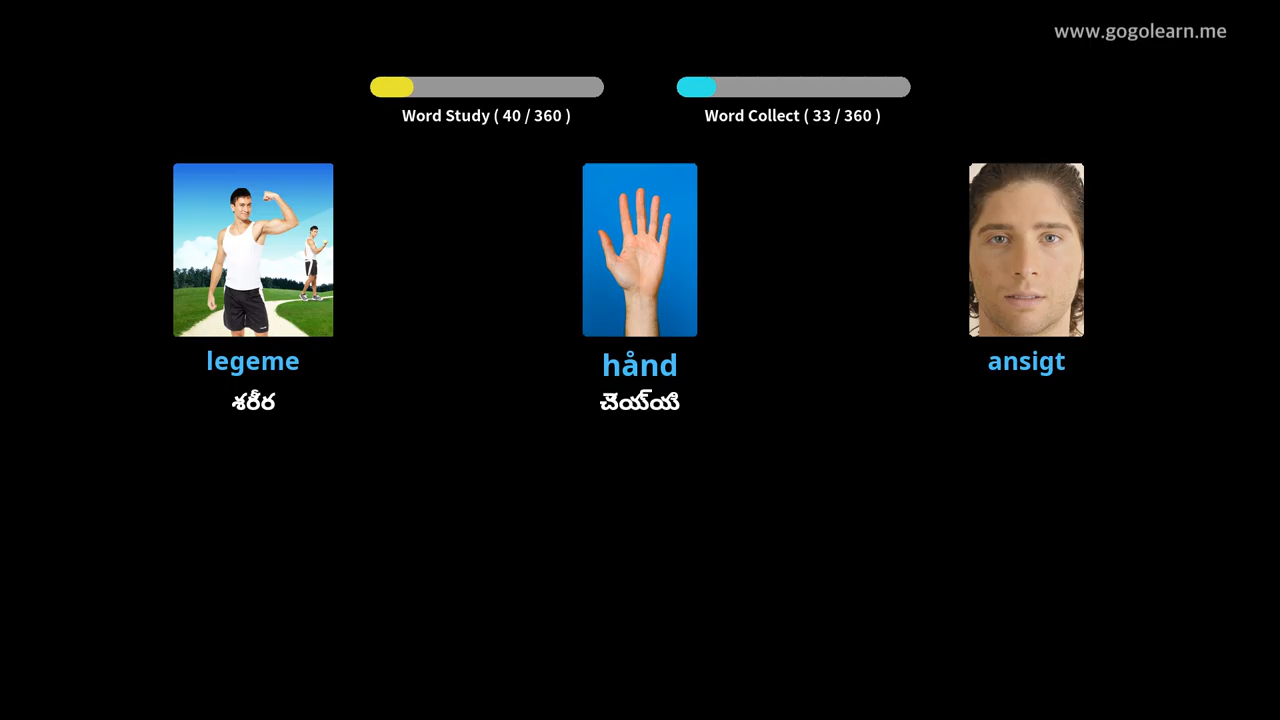 www.gogolearn.me
Word Study ( 40 / 360 )
Word Collect ( 33 / 360 )
legeme
hånd
ansigt
శరీర
చెయ్యి